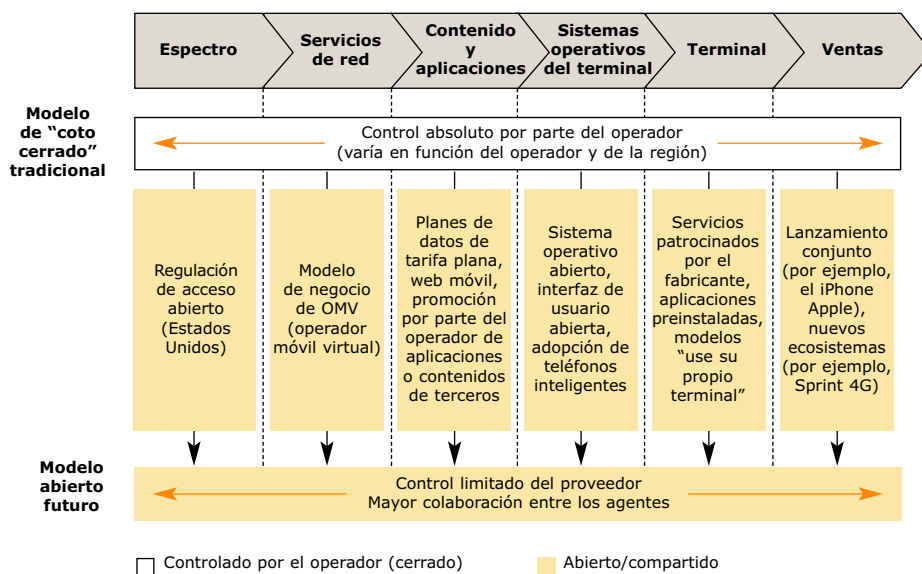 Espectro
Servicios
de red
Contenido
y
aplicaciones
Sistemas
operativos
del terminal
Terminal
Ventas
Modelo
de “coto
cerrado”
tradicional
Control absoluto por parte del operador
(varía en función del operador y de la región)
Regulación
de acceso
abierto
(Estados
Unidos)
Modelo
de negocio
de OMV
(operador
móvil virtual)
Planes de
datos de
tarifa plana,
web móvil,
promoción
por parte del
operador de
aplicaciones
o contenidos
de terceros
Sistema
operativo
abierto,
interfaz de
usuario
abierta,
adopción de
teléfonos
inteligentes
Servicios
patrocinados
por el
fabricante,
aplicaciones
preinstaladas,
modelos
“use su
propio
terminal”
Lanzamiento
conjunto
(por ejemplo,
el iPhone
Apple),
nuevos
ecosistemas
(por ejemplo,
Sprint 4G)
Modelo
abierto
futuro
Control limitado del proveedor
Mayor colaboración entre los agentes
Controlado por el operador (cerrado)
Abierto/compartido